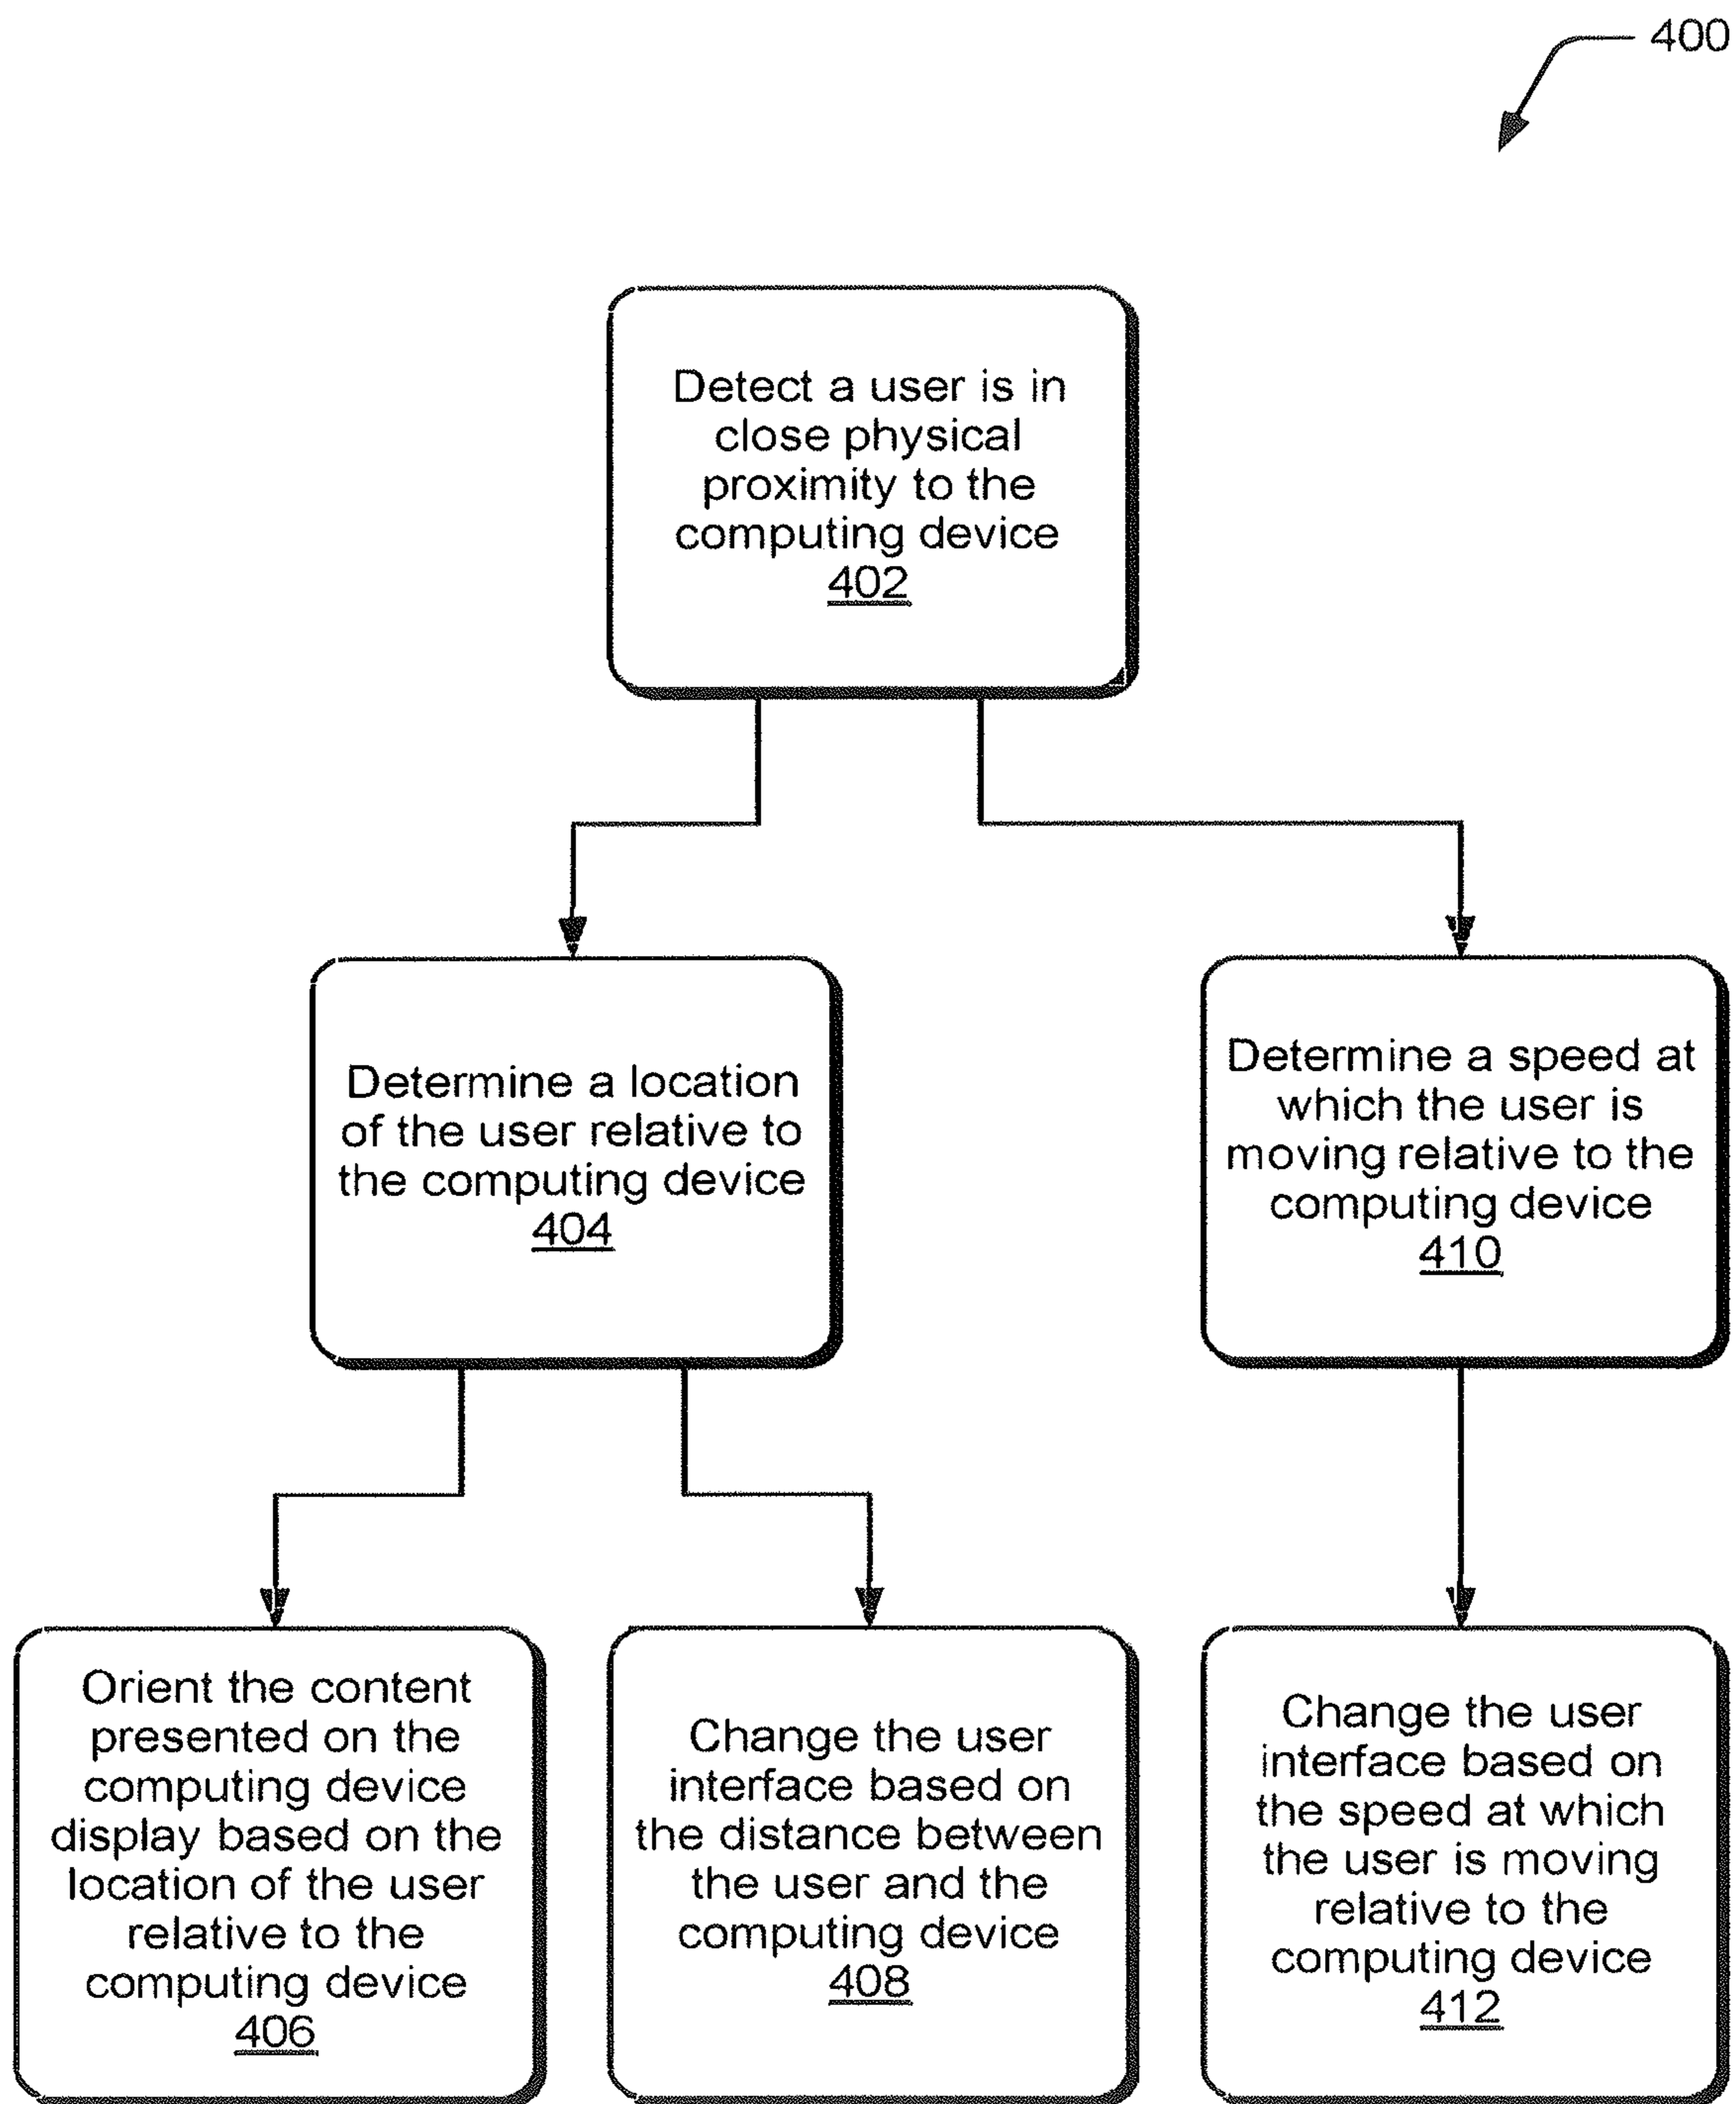 400
Detect a user is in
close physical
proximity to the
computing device
402
Determine a location
of the user relative to
the computing device
404
Determine a speed at
which the user is
moving relative to the
computing device
410
Orient the content
presented on the
computing device
display based on the
location of the user
relative to the
computing device
406
Change the user
interface based on
the distance between
the user and the
computing device
408
Change the user
interface based on
the speed at which
the user is moving
relative to the
computing device
412